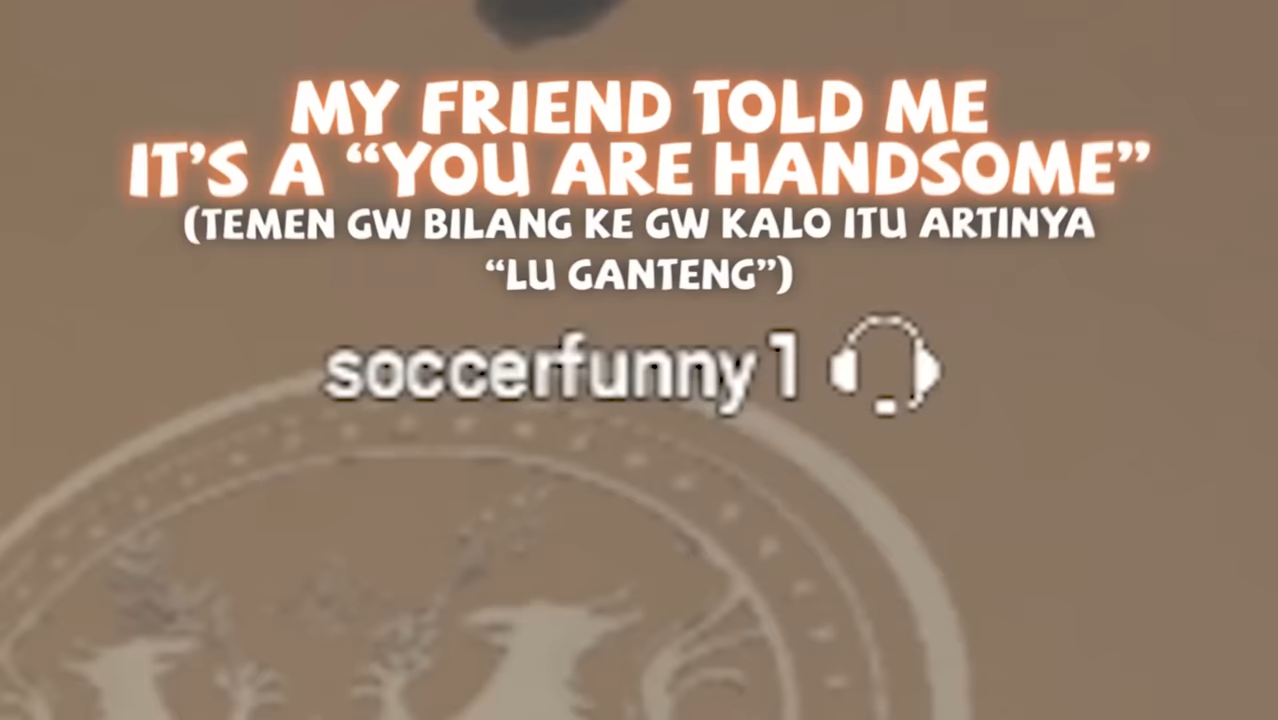 MY FRIEND TOLD ME
IT'S A “YOU ARE HANDSOME”
(TEMEN GW BILANG KE GW KALO ITU ARTINYA
“LU GANTENG”)
soccerfunny1